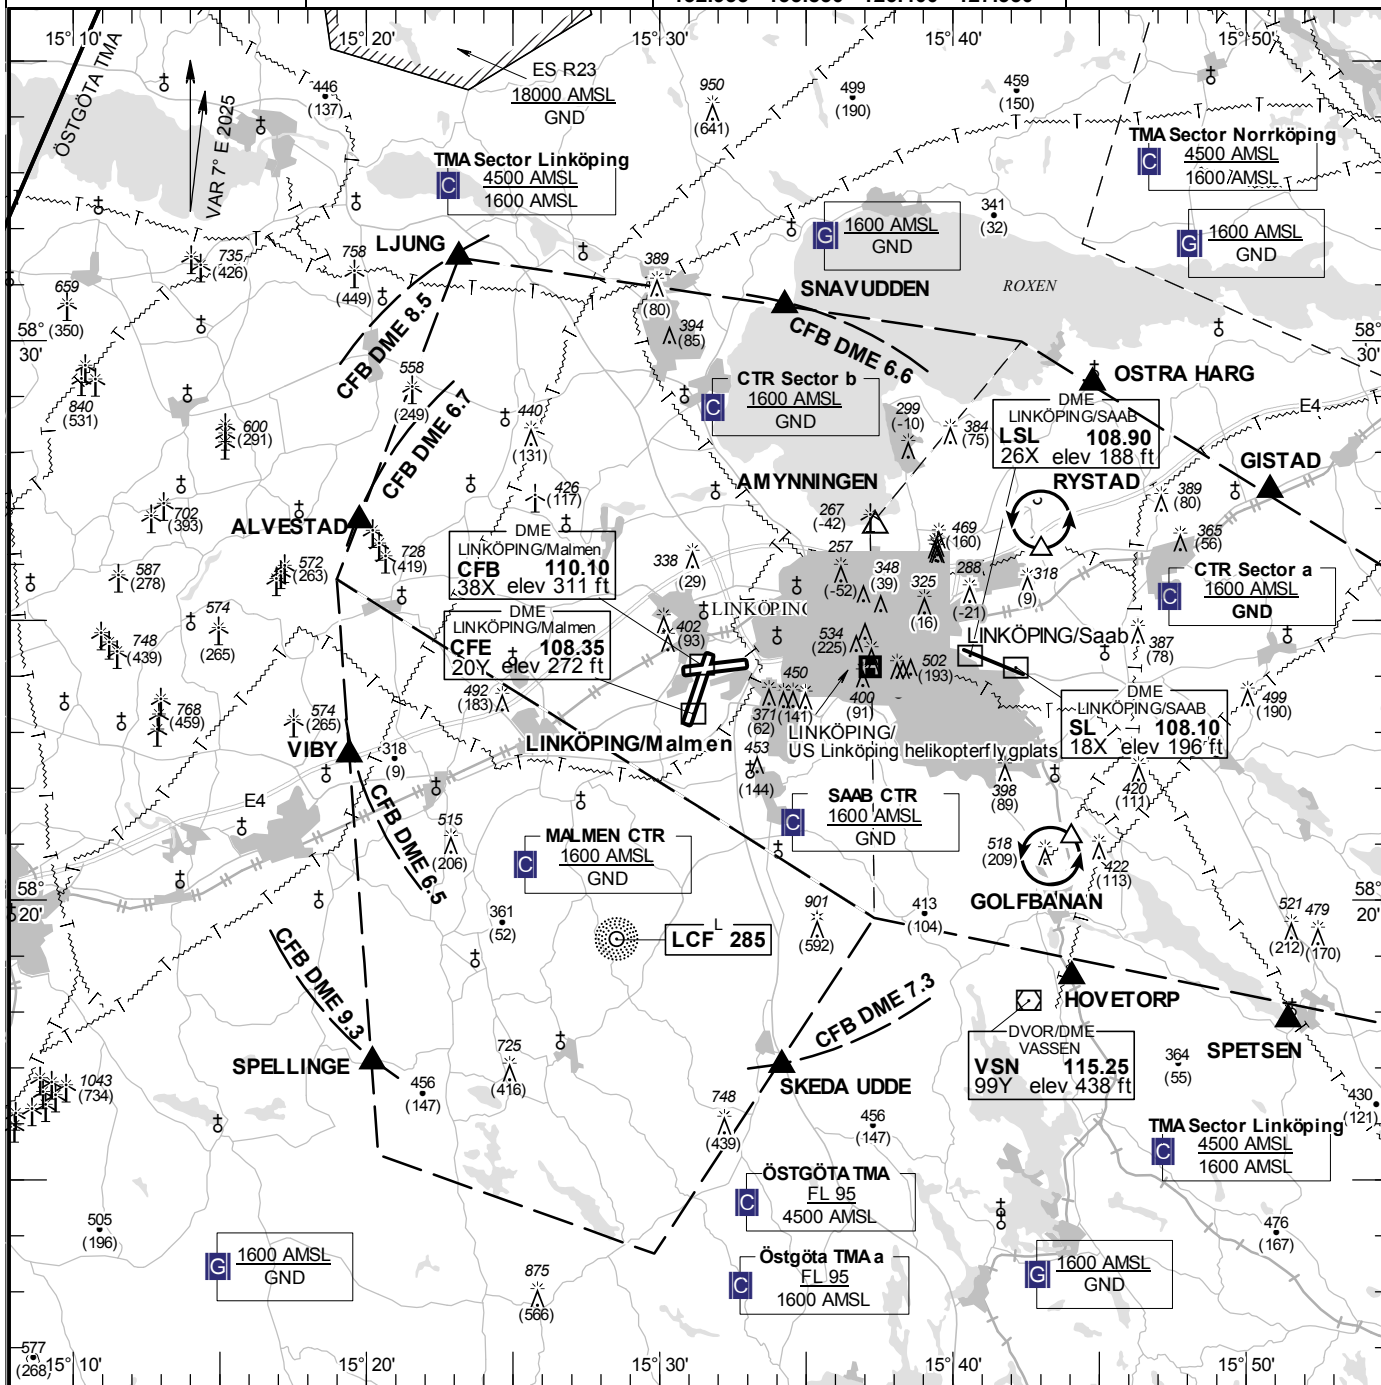 15°10'
15°20'
15°40'
15°50'
ÖSTGÖTA TMA
VAR 7° E 2025
446
(137)
ES R23
18000 AMSL
GND
950
(641)
499
(190)
459
(150)
TMA Sector Linköping
C
4500 AMSL
1600 AMSL
TMA Sector Norrköping
C
4500 AMSL
1600 AMSL
341
(32)
G
1600 AMSL
GND
G
1600 AMSL
GND
LJUNG
735
(426)
758
(449)
389
(80)
SNAVUDDEN
ROXEN
659
(350)
CFB DME 8.5
394
(85)
CFB DME 6.6
58°
30'
58°
30'
840
(531)
558
(249)
CFB DME 6.7
CTR Sector b
C
1600 AMSL
GND
OSTRA HARG
E4
600
(291)
440
(131)
299
(-10)
384
(75)
DME
LINKÖPING/SAAB
LSL 108.90
26X elev 188 ft
GISTAD
AMYNNINGEN
RYSTAD
702
(393)
426
(117)
267
(-42)
389
(80)
ALVESTAD
728
(419)
DME
LINKÖPING/Malmen
CFB 110.10
38X elev 311 ft
469
(160)
365
(56)
587
(278)
572
(263)
338
(29)
257
(-52)
348
(39)
325
(16)
288
(-21)
318
(9)
CTR Sector a
C
1600 AMSL
GND
574
(265)
DME
LINKÖPING/Malmen
CFE 108.35
20Y elev 272 ft
402
(93)
LINKÖPING
748
(439)
534
(225)
LINKÖPING/Saab
387
(78)
502
(193)
492
(183)
450
(141)
371
(62)
400
(91)
DME
LINKÖPING/SAAB
SL 108.10
18X elev 196 ft
499
(190)
768
(459)
574
(265)
VIBY
318
(9)
LINKÖPING/Malmen
LINKÖPING/
US Linköping helikopterflygplats
453
(144)
398
(89)
420
(111)
E4
CFB DME 6.5
515
(206)
MALMEN CTR
C
1600 AMSL
GND
SAAB CTR
C
1600 AMSL
GND
518
(209)
422
(113)
GOLFBANAN
58°
20'
58°
20'
361
(52)
901
(592)
413
(104)
521
(212)
479
(170)
CFB DME 9.3
LCF L 285
CFB DME 7.3
HOVETORP
SPELLINGE
DVOR/DME
VASSEN
VSN 115.25
99Y elev 438 ft
SPETSEN
364
(55)
725
(416)
SKEDA UDDE
1043
(734)
456
(147)
748
(439)
456
(147)
430
(121)
TMA Sector Linköping
C
4500 AMSL
1600 AMSL
ÖSTGÖTA TMA
C
FL 95
4500 AMSL
505
(196)
476
(167)
G
1600 AMSL
GND
Östgöta TMA a
C
FL 95
1600 AMSL
G
1600 AMSL
GND
875
(566)
577
(268)
15°10'
15°20'
15°30'
15°40'
15°50'